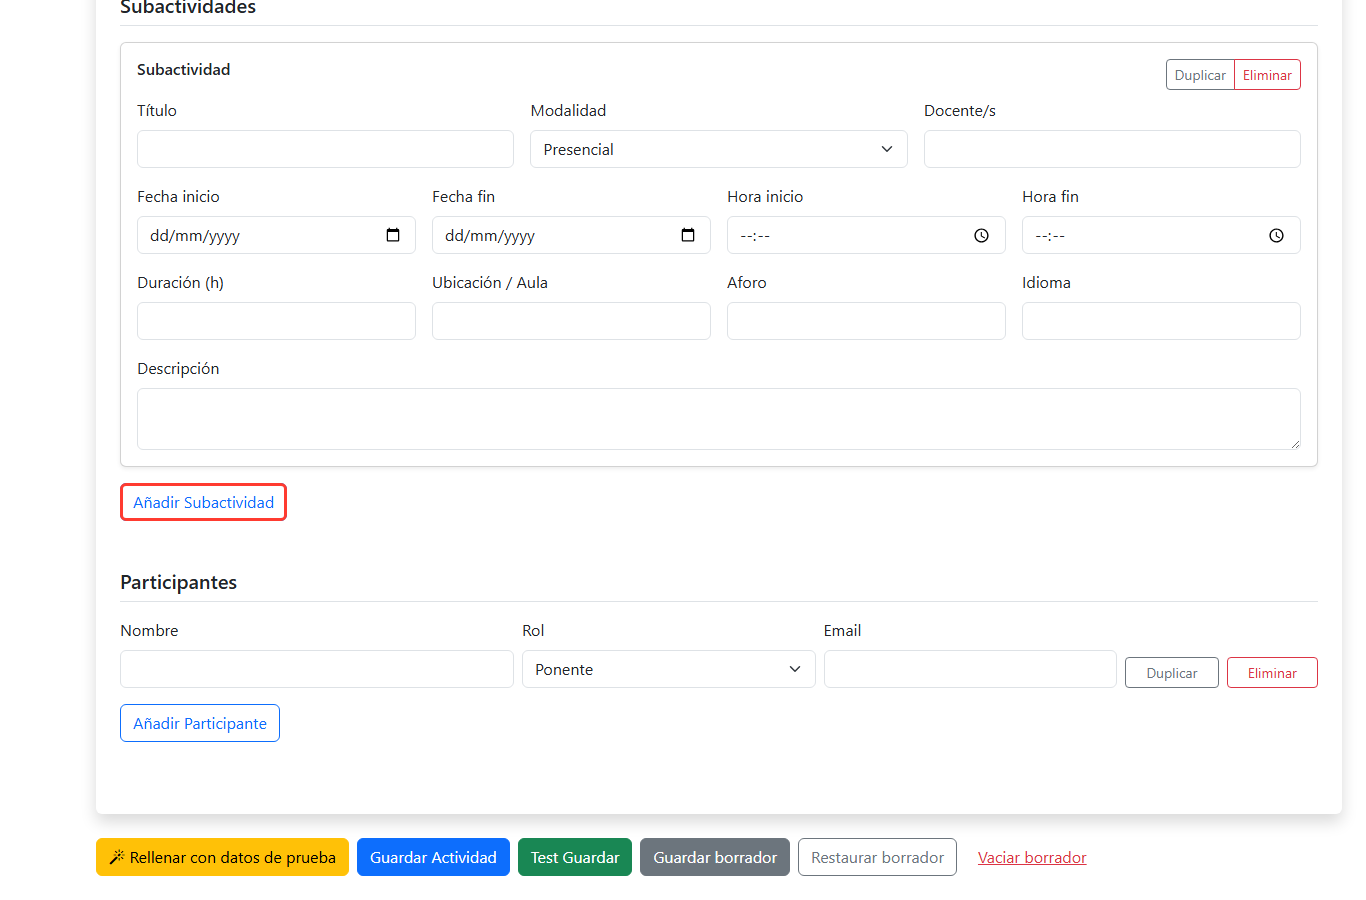 Subactividades
Subactividad
Duplicar Eliminar
Título Modalidad Docente/s
Presencial
Fecha inicio Fecha fin Hora inicio Hora fin
dd/mm/yyyy dd/mm/yyyy --:-- --:--
Duración (h) Ubicación / Aula Aforo Idioma
Descripción
Añadir Subactividad
Participantes
Nombre Rol Email
Ponente Duplicar Eliminar
Añadir Participante
Rellenar con datos de prueba Guardar Actividad Test Guardar Guardar borrador Restaurar borrador Vaciar borrador